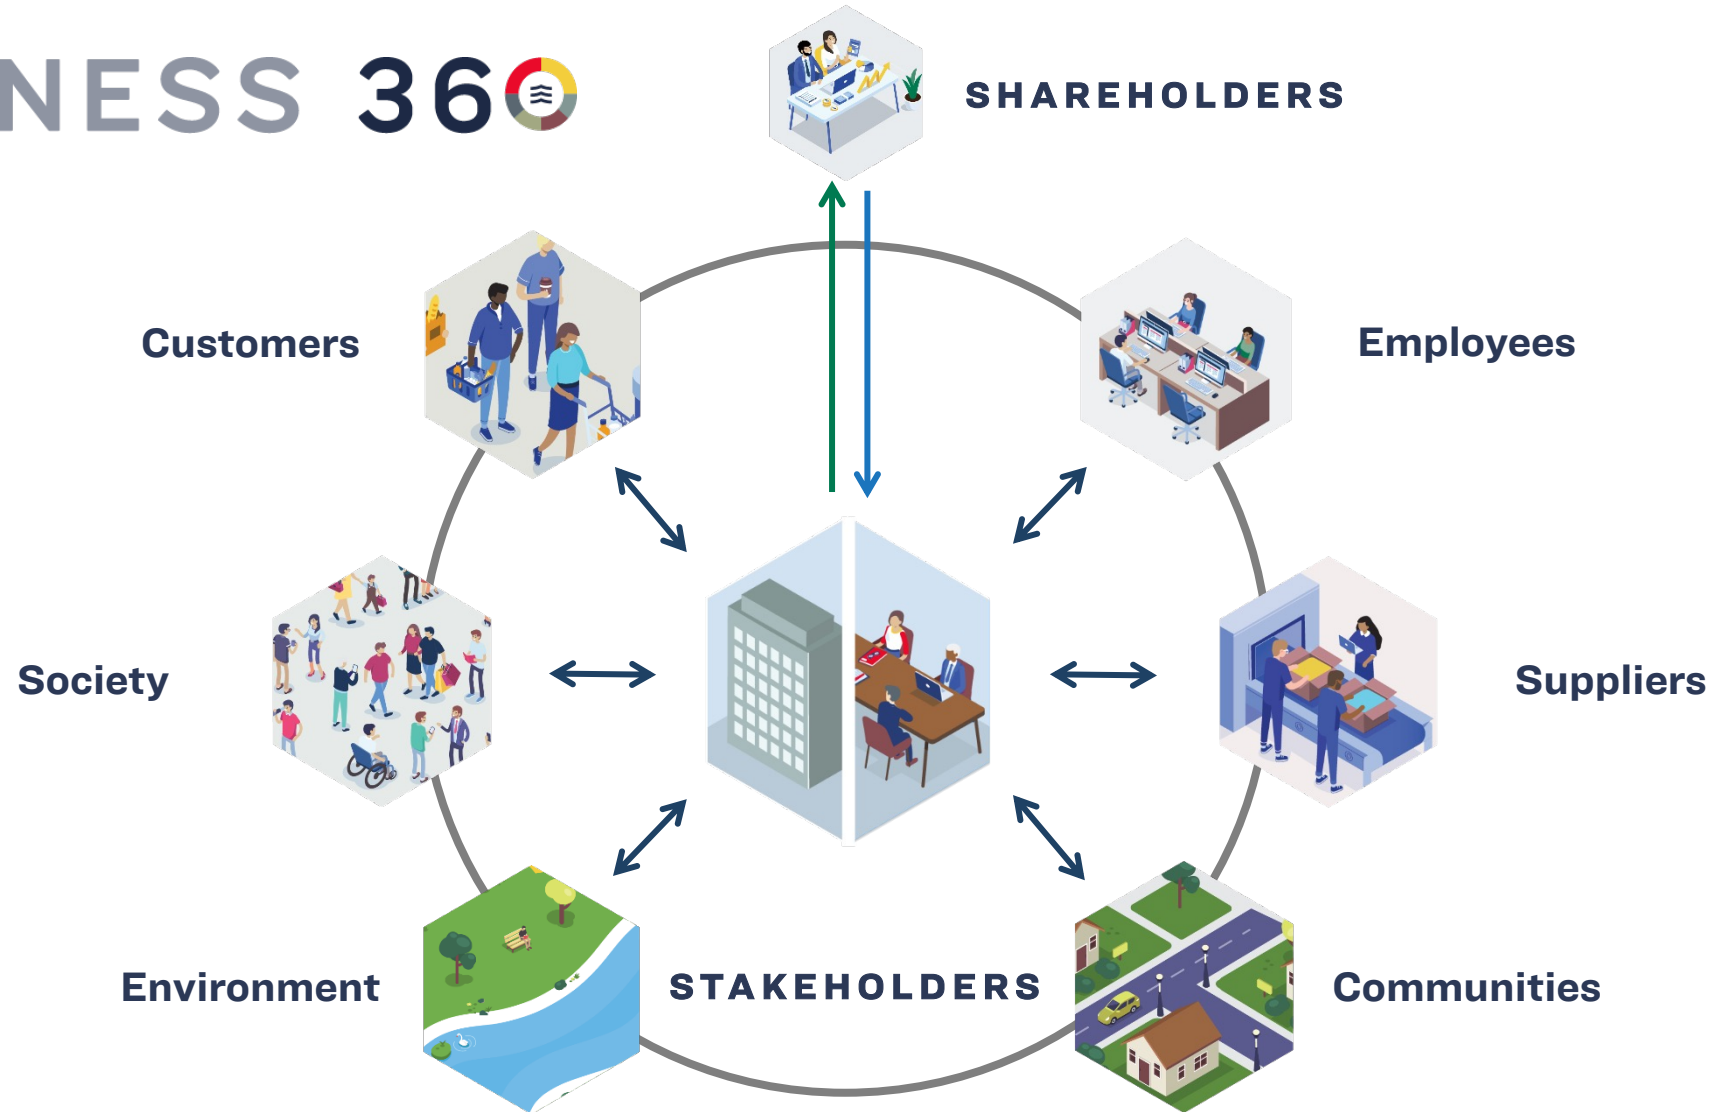 NESS 360
SHAREHOLDERS
Customers
Employees
Society
Suppliers
Environment
STAKEHOLDERS
Communities